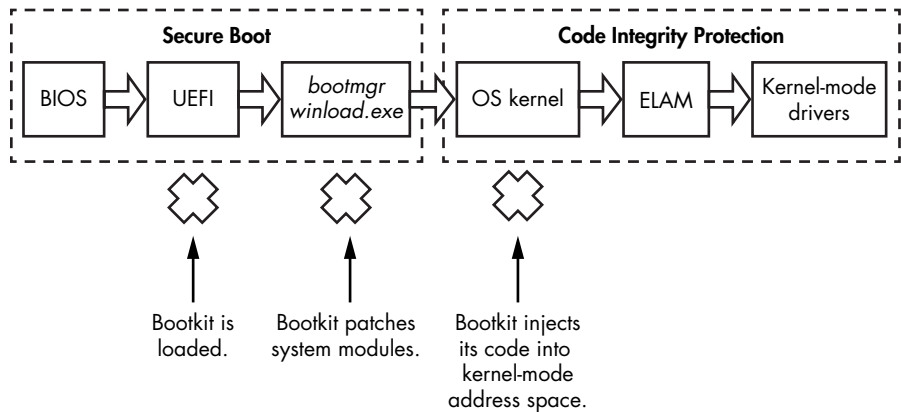 Secure Boot
Code Integrity Protection
BIOS
UEFI
bootmgr
winload.exe
OS kernel
ELAM
Kernel-mode
drivers
Bootkit is
loaded.
Bootkit patches
system modules.
Bootkit injects
its code into
kernel-mode
address space.